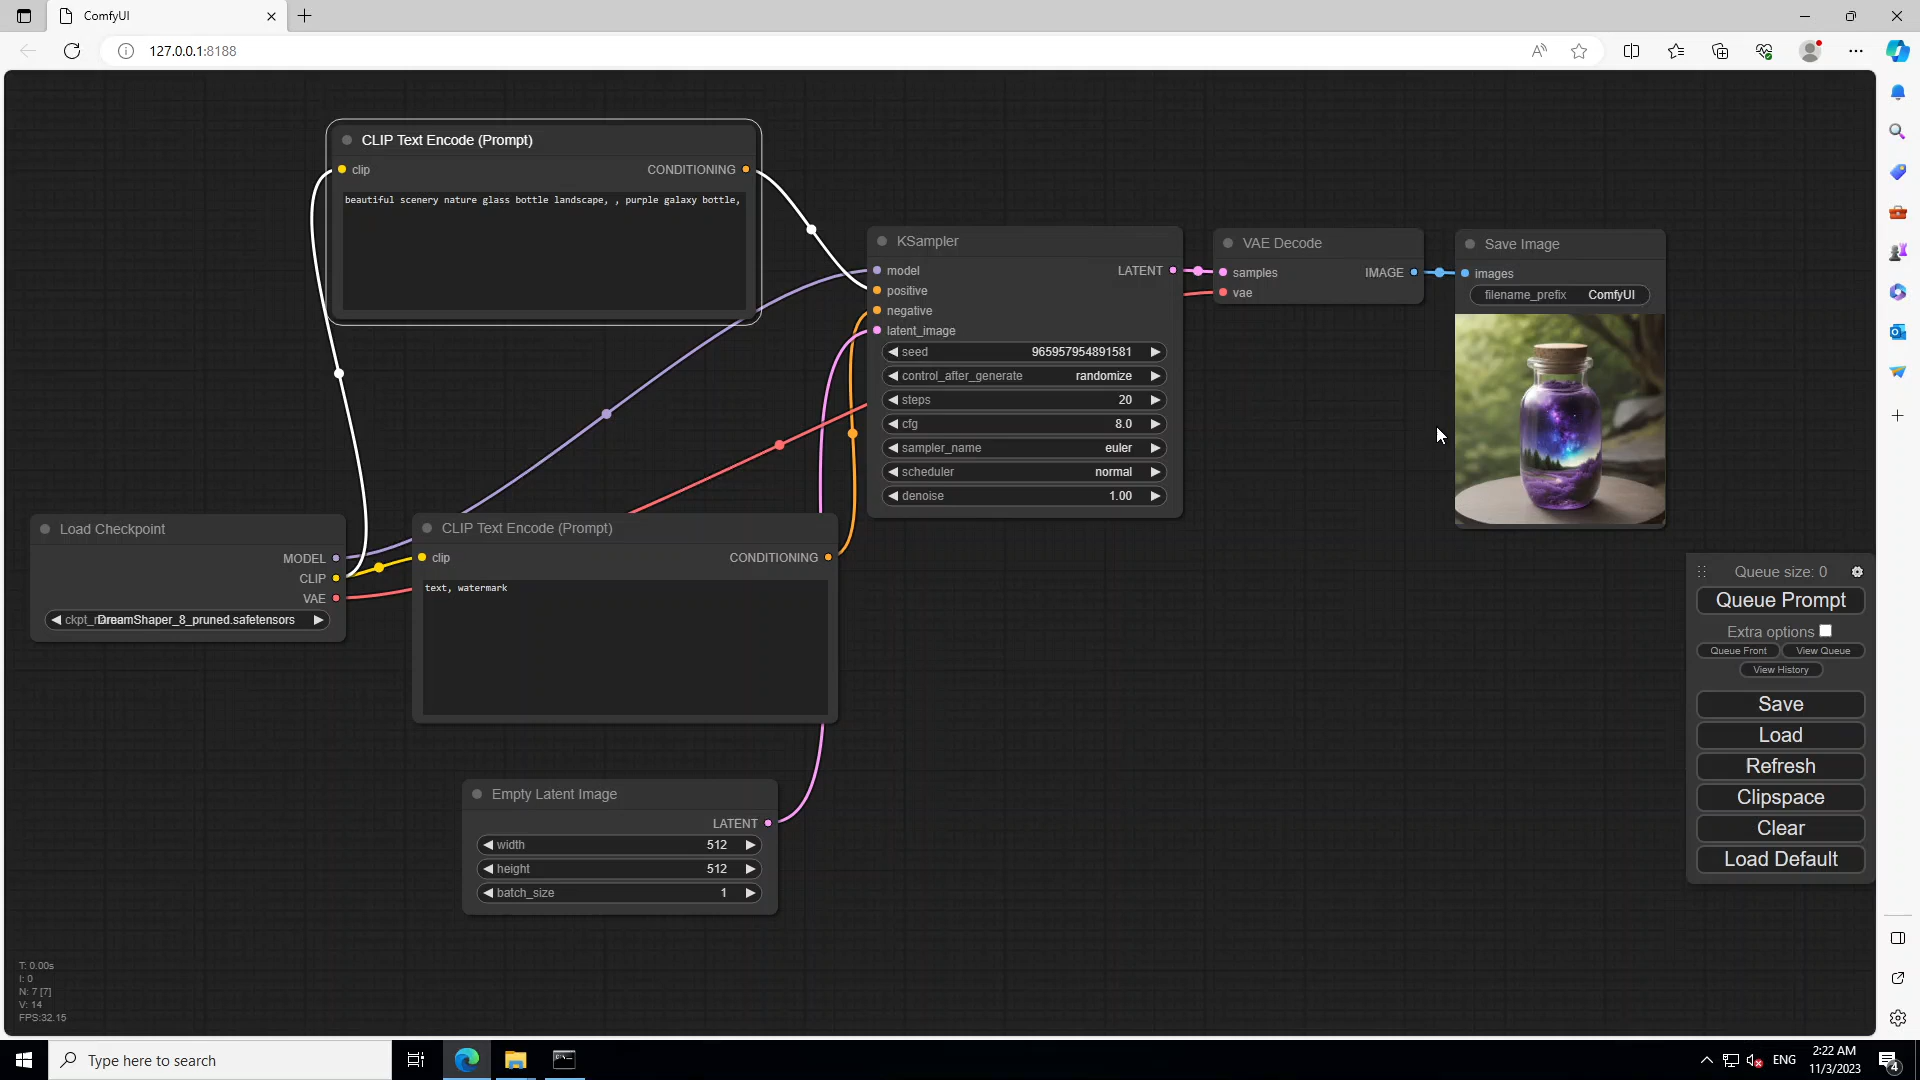 ComfyUI
127.0.0.1:8188
CLIP Text Encode (Prompt)
clip
CONDITIONING
beautiful scenery nature glass bottle landscape, , purple galaxy bottle,
KSampler
model
LATENT
positive
negative
latent_image
seed 965957954891581
control_after_generate randomize
steps 20
cfg 8.0
sampler_name euler
scheduler normal
denoise 1.00
VAE Decode
samples
IMAGE
vae
Save Image
images
filename_prefix ComfyUI
Load Checkpoint
MODEL
CLIP
VAE
DreamShaper_8_pruned.safetensors
CLIP Text Encode (Prompt)
clip
CONDITIONING
text, watermark
Empty Latent Image
LATENT
width 512
height 512
batch_size 1
Queue size: 0
Queue Prompt
Extra options
Queue Front
View Queue
View History
Save
Load
Refresh
Clipspace
Clear
Load Default
T: 0.00s
I: 0
N: 7 [7]
V: 14
FPS:32.15
Type here to search
ENG
2:22 AM
11/3/2023
4